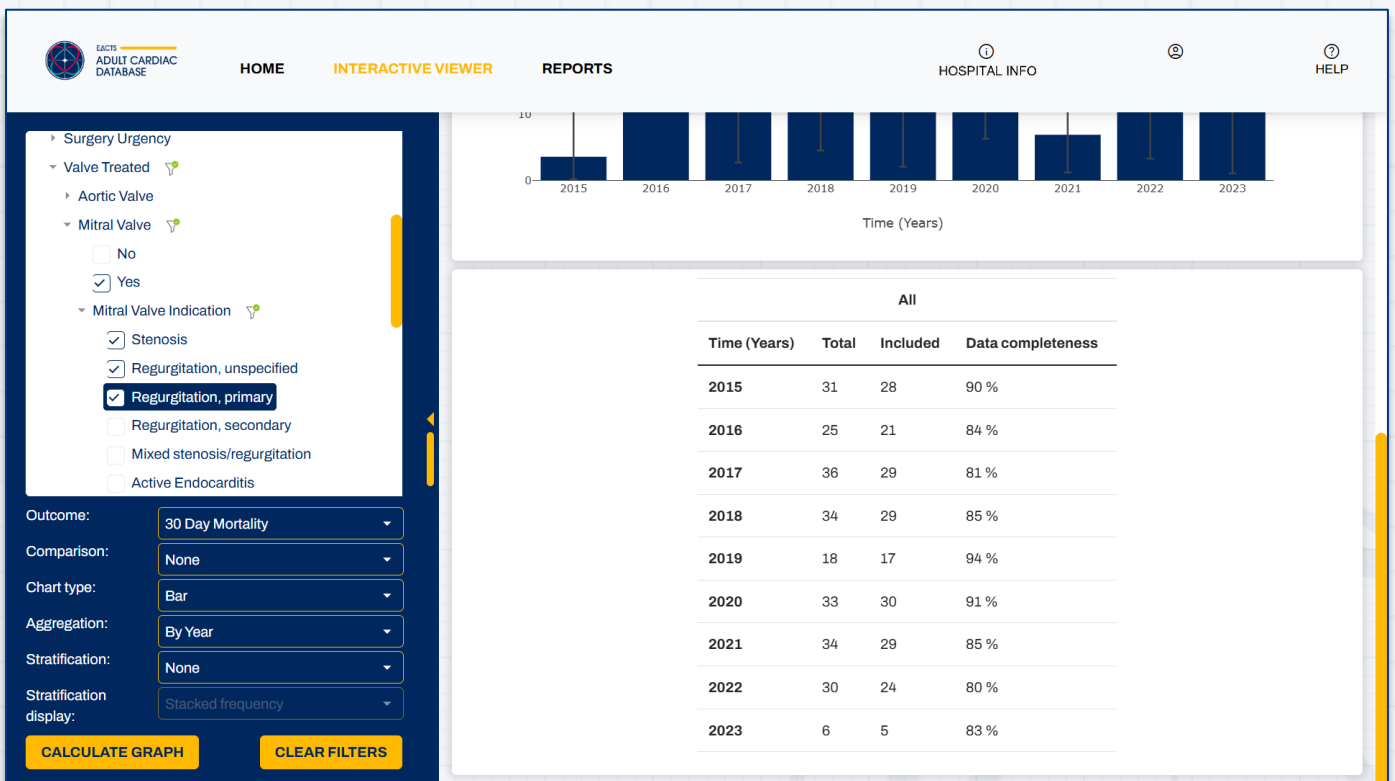 EACTS
ADULT CARDIAC
DATABASE
HOME INTERACTIVE VIEWER REPORTS
HOSPITAL INFO
HELP
Surgery Urgency
Valve Treated
Aortic Valve
Mitral Valve
No
Yes
Mitral Valve Indication
Stenosis
Regurgitation, unspecified
Regurgitation, primary
Regurgitation, secondary
Mixed stenosis/regurgitation
Active Endocarditis
Outcome: 30 Day Mortality
Comparison: None
Chart type: Bar
Aggregation: By Year
Stratification: None
Stratification
display:
Stacked frequency
CALCULATE GRAPH CLEAR FILTERS
10
0
2015 2016 2017 2018 2019 2020 2021 2022 2023
Time (Years)
All
Time (Years) Total Included Data completeness
2015 31 28 90 %
2016 25 21 84 %
2017 36 29 81 %
2018 34 29 85 %
2019 18 17 94 %
2020 33 30 91 %
2021 34 29 85 %
2022 30 24 80 %
2023 6 5 83 %